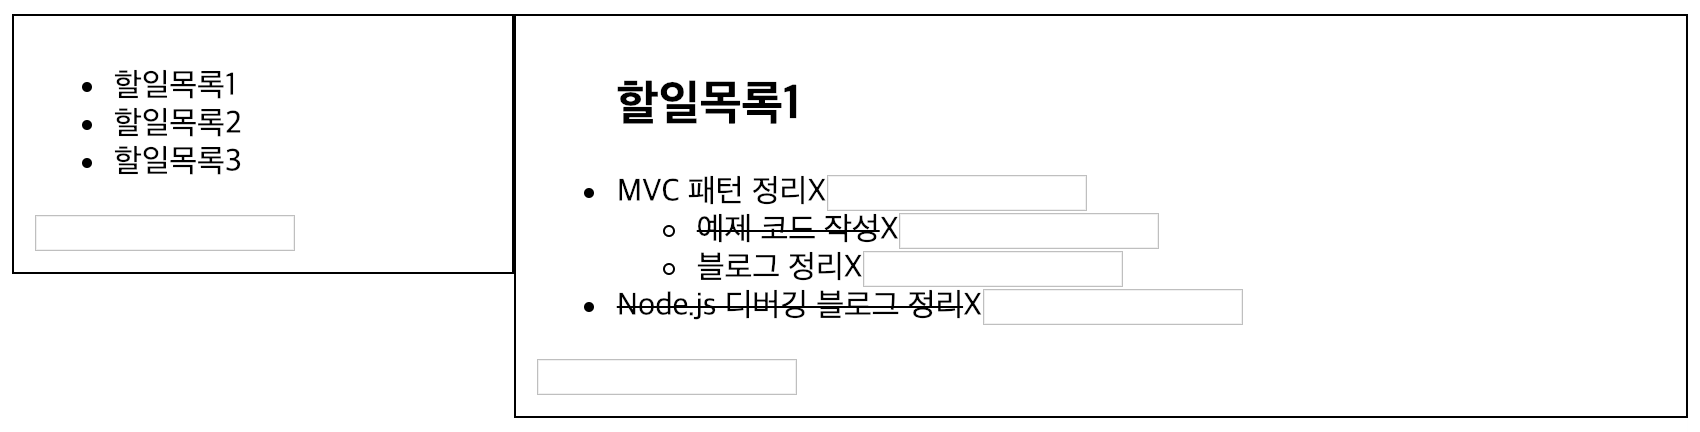 할일목록1
할일목록2
할일목록3
할일목록1
MVC 패턴 정리X
예제 코드 작성X
블로그 정리X
Node.js 디버깅 블로그 정리X